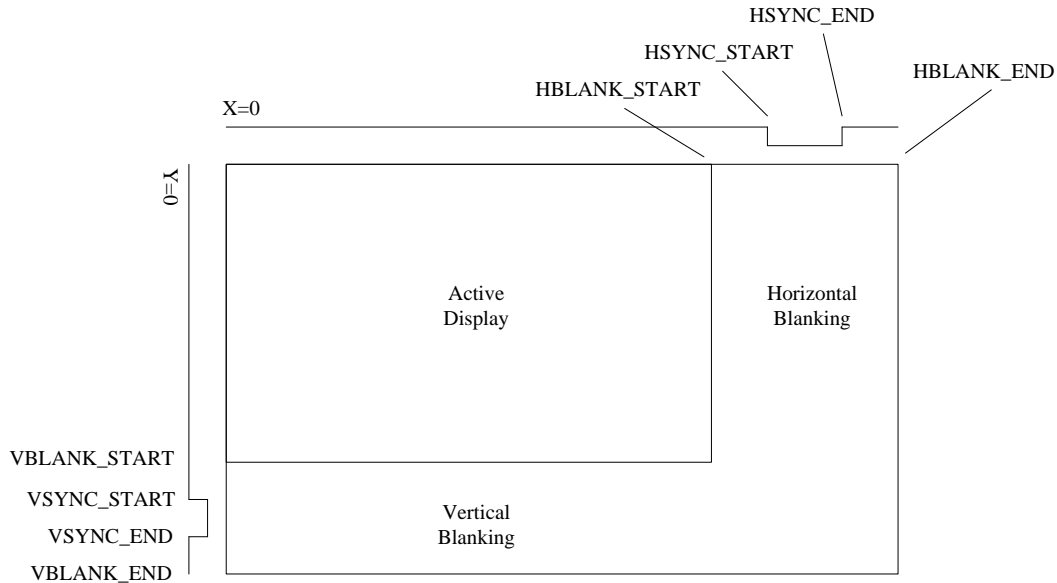 HSYNC_END
HSYNC_START
HBLANK_END
HBLANK_START
X=0
Y=0
Active
Display
Horizontal
Blanking
VBLANK_START
VSYNC_START
Vertical
Blanking
VSYNC_END
VBLANK_END